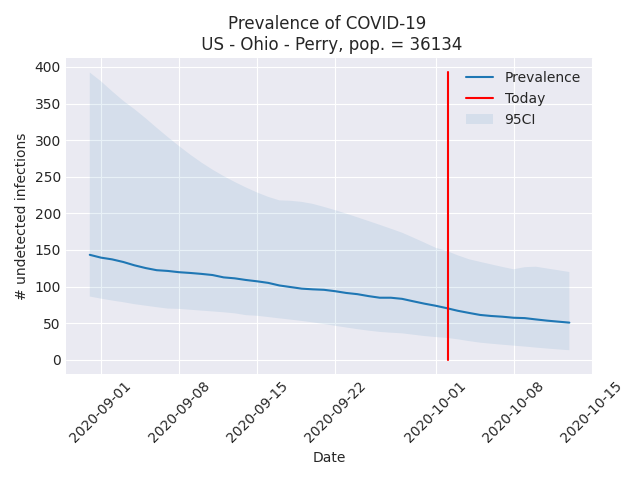 Prevalence of COVID-19
US - Ohio - Perry, pop. = 36134
400
350
300
250
200
150
100
50
0
# undetected infections
Prevalence
Today
95CI
2020-09-01
2020-09-08
2020-09-15
2020-09-22
2020-10-01
2020-10-08
2020-10-15
Date